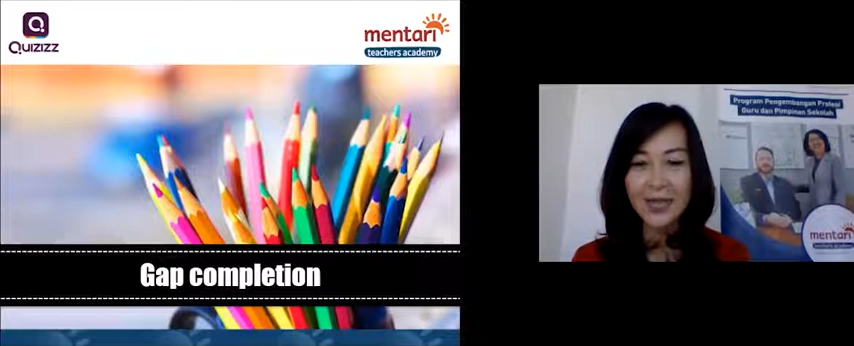 Q
QUIZIZZ
mentari
teachers academy
Gap completion
Program Pengembangan Profesi
Guru dan Pimpinan Sekolah
mentari
teachers academy